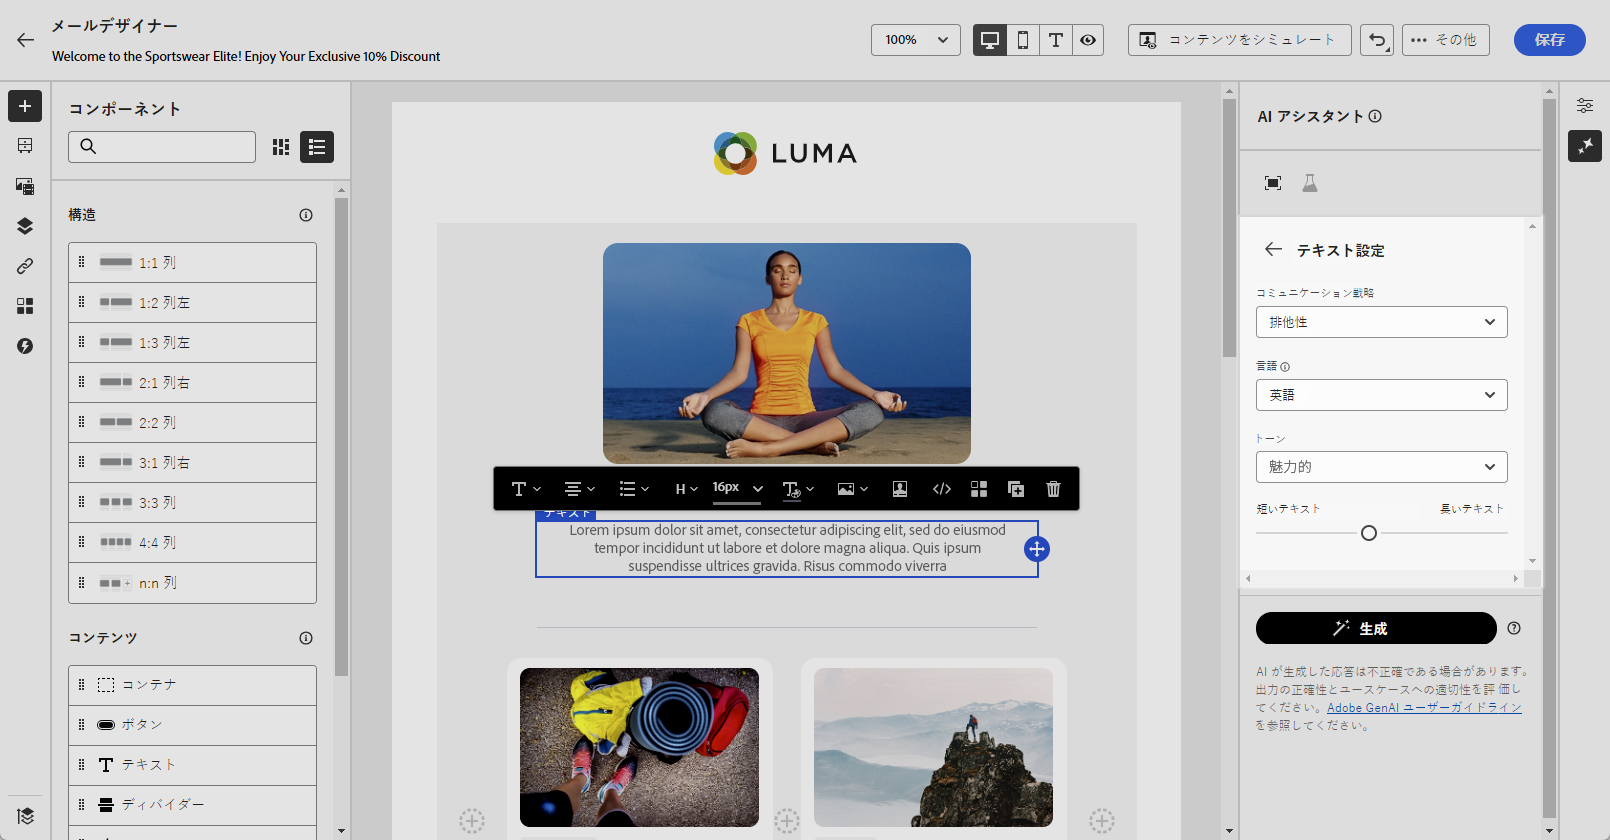 メールデザイナー
Welcome to the Sportswear Elite! Enjoy Your Exclusive 10% Discount
100%
コンテンツをシミュレート
その他
保存
コンポーネント
構造
1:1 列
1:2 列左
1:3 列左
2:1 列右
2:2 列
3:1 列右
3:3 列
4:4 列
n:n 列
コンテンツ
コンテナ
ボタン
テキスト
ディバイダー
LUMA
H
16px
テキスト
Lorem ipsum dolor sit amet, consectetur adipiscing elit, sed do eiusmod
tempor incididunt ut labore et dolore magna aliqua. Quis ipsum
suspendisse ultrices gravida. Risus commodo viverra
AI アシスタント
テキスト設定
コミュニケーション戦略
排他性
言語
英語
トーン
魅力的
短いテキスト
長いテキスト
生成
AI が生成した応答は不正確である場合があります。
出力の正確性とユースケースへの適切性を評 価し
てください。Adobe GenAI ユーザーガイドライン
を参照してください。